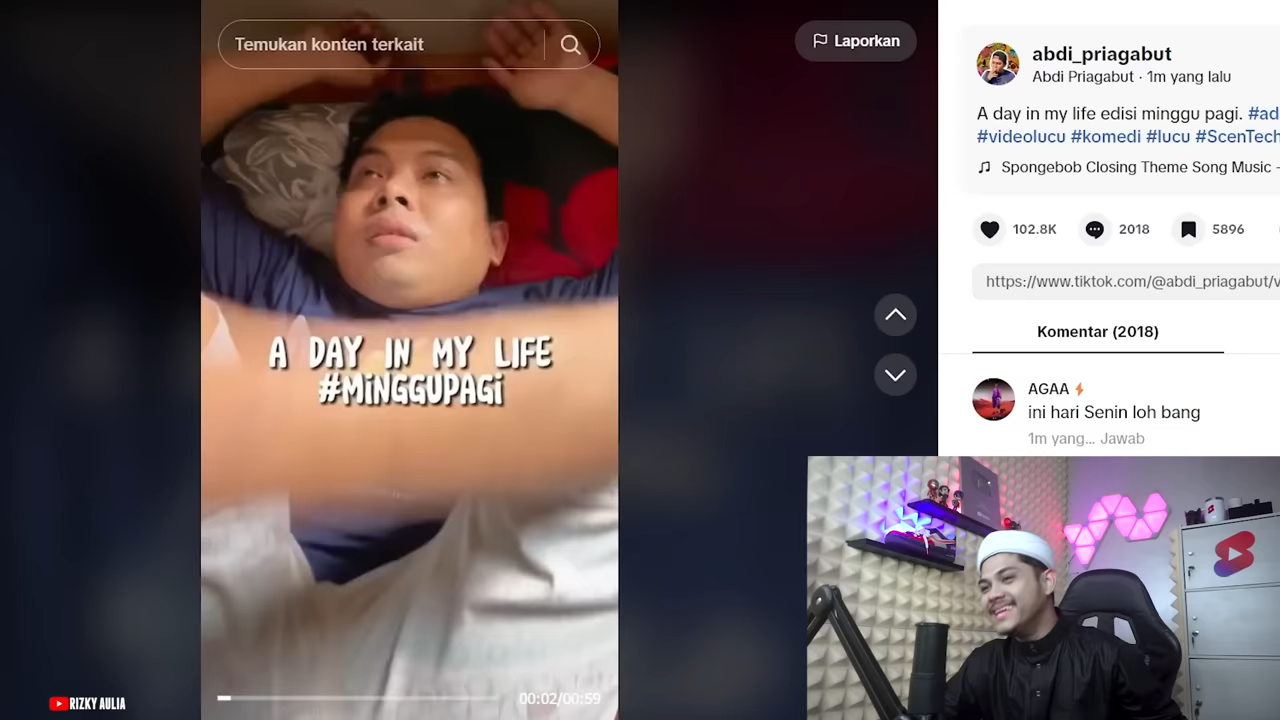 Temukan konten terkait
Laporkan
A DAY IN MY LIFE
#MiNGGUPAGi
00:02/00:59
RIZKY AULIA
abdi_priagabut
Abdi Priagabut · 1m yang lalu
A day in my life edisi minggu pagi. #ad
#videolucu #komedi #lucu #ScenTech
Spongebob Closing Theme Song Music -
102.8K
2018
5896
https://www.tiktok.com/@abdi_priagabut/v
Komentar (2018)
AGAA
ini hari Senin loh bang
1m yang... Jawab